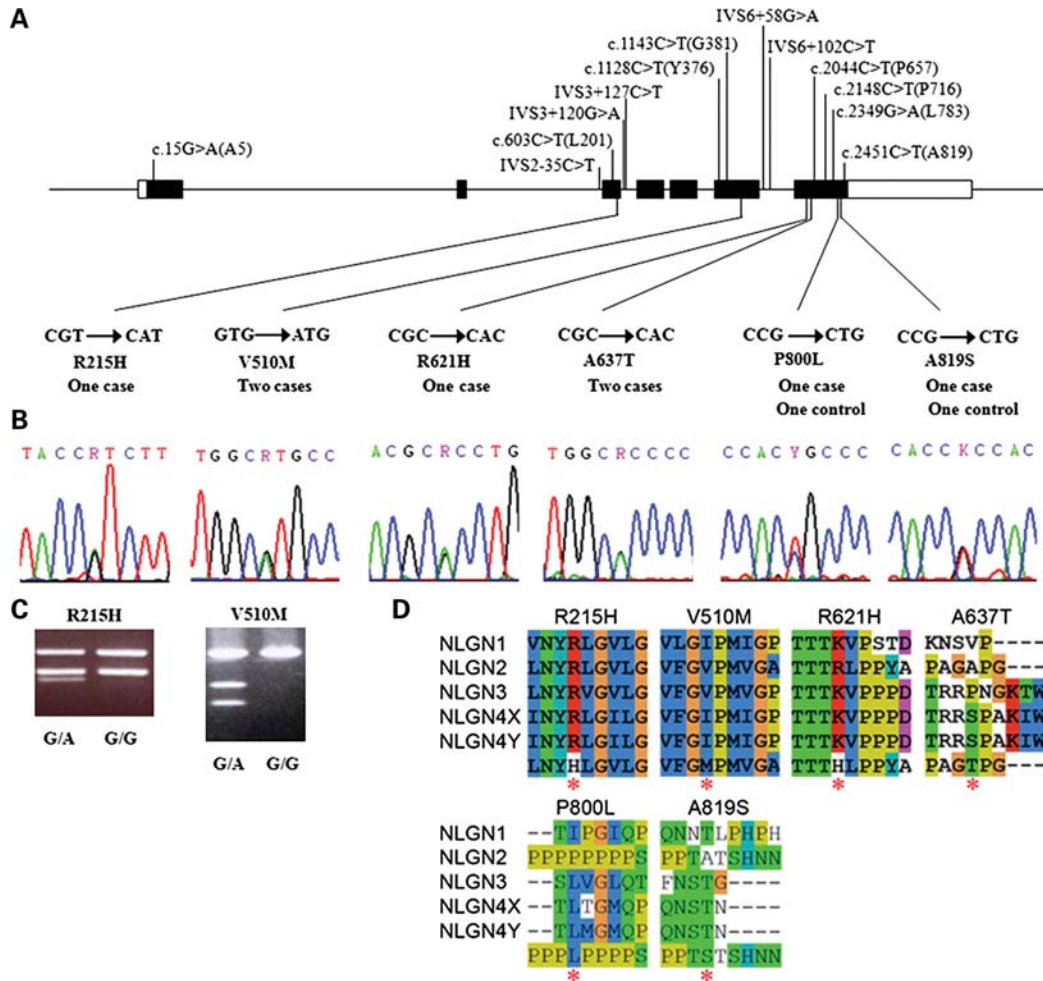 A
IVS6+58G>A
c.1143C>T(G381)
IVS6+102C>T
c.1128C>T(Y376)
c.2044C>T(P657)
IVS3+127C>T
c.2148C>T(P716)
IVS3+120G>A
c.2349G>A(L783)
c.15G>A(A5)
c.603C>T(L201)
c.2451C>T(A819)
IVS2-35C>T
CGT CAT
R215H
One case
GTG ATG
V510M
Two cases
CGC CAC
R621H
One case
CGC CAC
A637T
Two cases
CCG CTG
P800L
One case
One control
CCG CTG
A819S
One case
One control
B
TACCRTCTT
TGGCRTGCC
ACGCRCCTG
TGGCRCCCC
CCACYGCCC
CACCKCCAC
C
R215H
V510M
G/A G/G
G/A G/G
D
R215H V510M R621H A637T
NLGN1 VNYRLGVLG VLGIPMIGP TTTKVPSTD KNSVP----
NLGN2 LNYRLGVLG VFGVPMVGA TTTRLPPYA PAGAPG---
NLGN3 LNYRVGVLG VFGVPMIGP TTTKVPPPD TRRPNGKTW
NLGN4X INYRLGILG VFGIPMIGP TTTKVPPPD TRRSPAKIW
NLGN4Y INYRLGILG VFGIPMIGP TTTKVPPPD TRRSPAKIW
LNYHLGVLG VFGMPMVGA TTTHLPPYA PAGTPG---
* * * *
P800L A819S
NLGN1 --TIPGIQP QNNTLPHPH
NLGN2 PPPPPPPPS PPTATSHNN
NLGN3 --SLVGLQT FNSTG----
NLGN4X --TLTGMQP QNSTN----
NLGN4Y --TLMGMQP QNSTN----
PPPLPPPPS PPTSTSHNN
* *